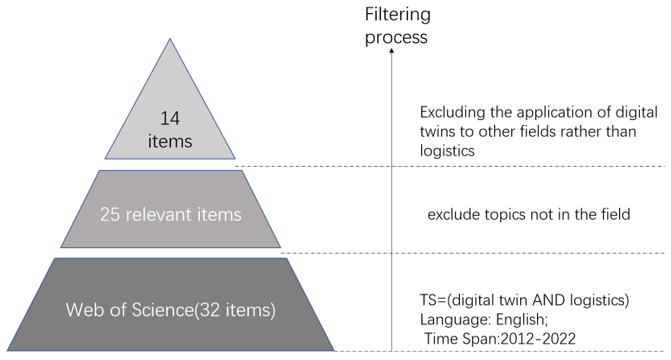 Filtering
process
14
items
Excluding the application of digital
twins to other fields rather than
logistics
25 relevant items
exclude topics not in the field
Web of Science(32 items)
TS=(digital twin AND logistics)
Language: English;
Time Span:2012-2022